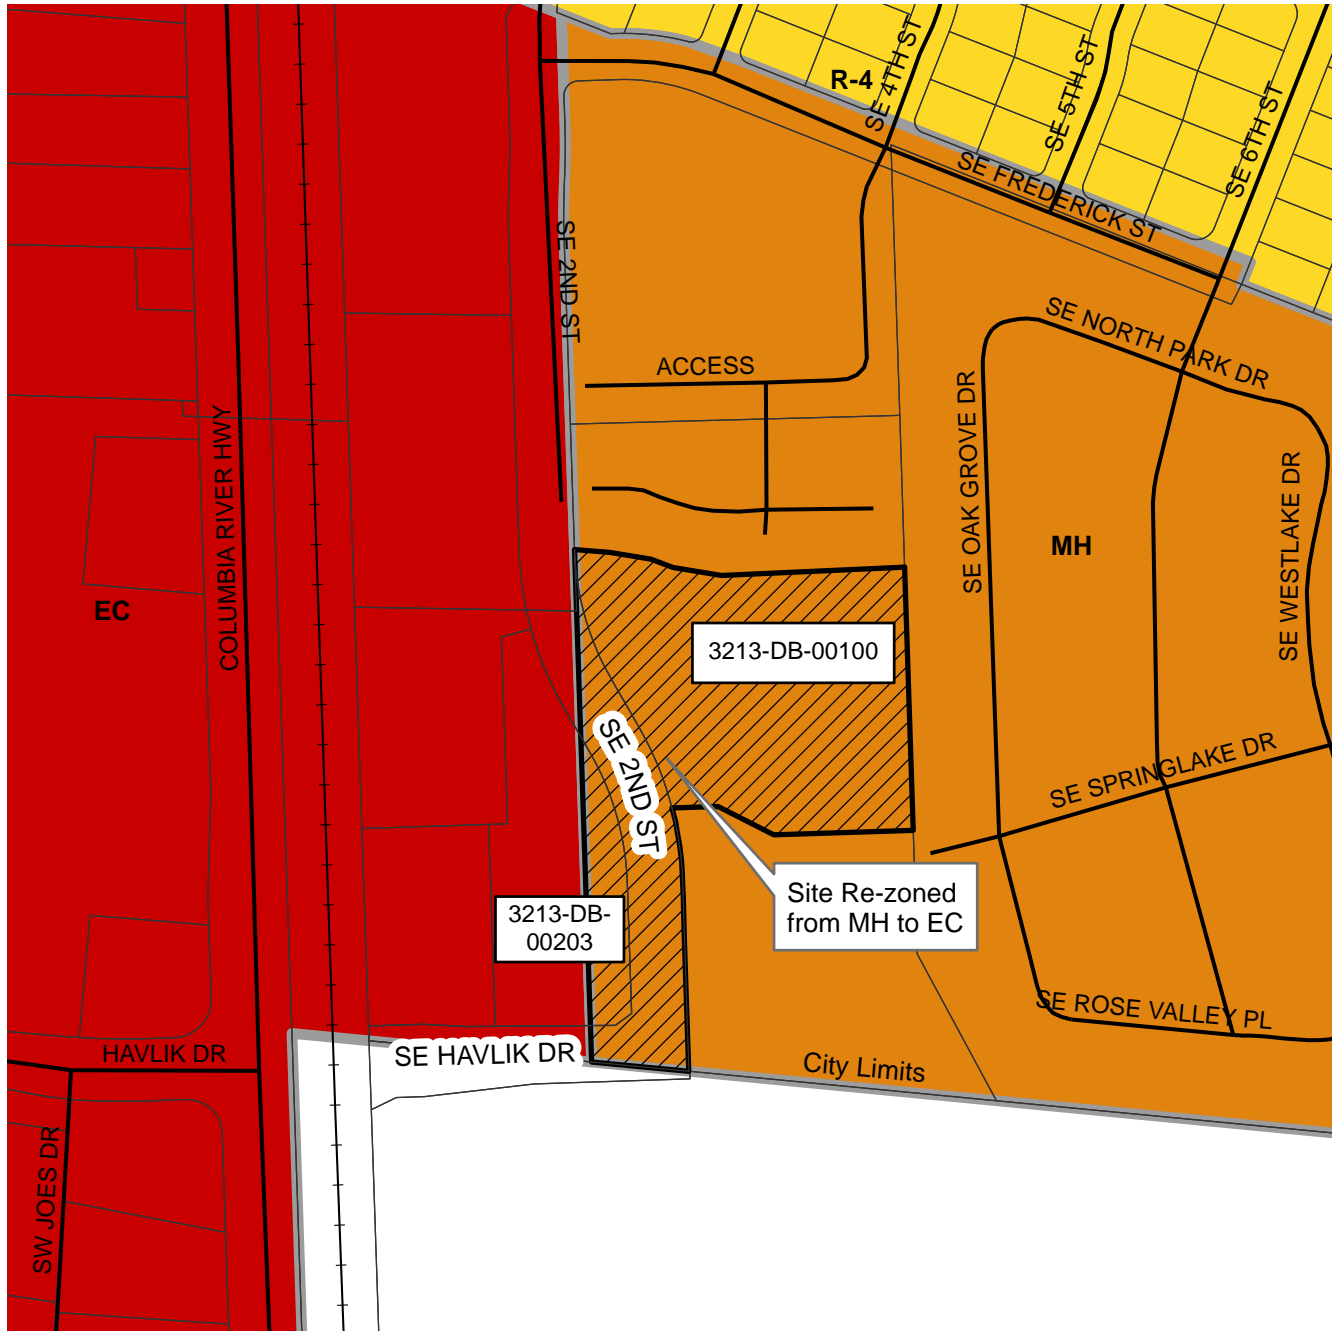 R-4
SE 4TH ST
SE 5TH ST
SE 6TH ST
SE FREDERICK ST
SE 2ND ST
SE NORTH PARK DR
ACCESS
SE OAK GROVE DR
COLUMBIA RIVER HWY
SE WESTLAKE DR
MH
EC
3213-DB-00100
SE 2ND ST
SE SPRINGLAKE DR
Site Re-zoned
from MH to EC
3213-DB-
00203
SE ROSE VALLEY PL
HAVLIK DR
SE HAVLIK DR
City Limits
SW JOES DR